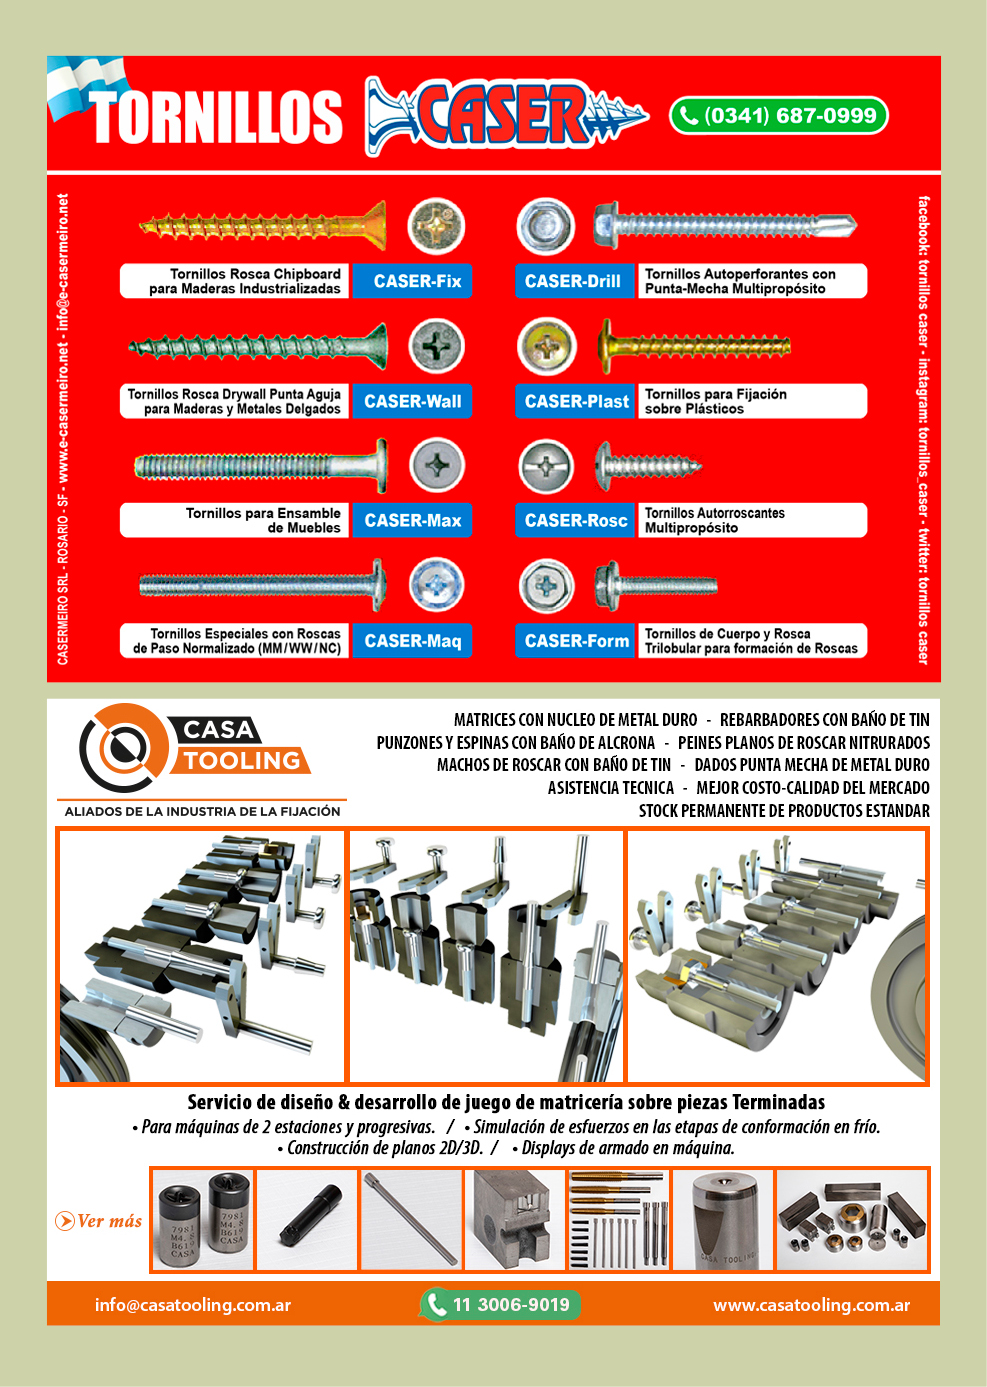 TORNILLOS CASER (0341) 687-0999
CASERMEIRO SRL - ROSARIO - SF - www.e-casermeiro.net - info@e-casermeiro.net
Tornillos Rosca Chipboard
para Maderas Industrializadas
CASER-Fix
CASER-Drill
Tornillos Autoperforantes con
Punta-Mecha Multipropósito
Tornillos Rosca Drywall Punta Aguja
para Maderas y Metales Delgados
CASER-Wall
CASER-Plast
Tornillos para Fijación
sobre Plásticos
Tornillos para Ensamble
de Muebles
CASER-Max
CASER-Rosc
Tornillos Autorroscantes
Multipropósito
Tornillos Especiales con Roscas
de Paso Normalizado (MM/WW/NC)
CASER-Maq
CASER-Form
Tornillos de Cuerpo y Rosca
Trilobular para formación de Roscas
facebook: tornillos caser - instagram: tornillos_caser - twitter: tornillos caser
CASA
TOOLING
ALIADOS DE LA INDUSTRIA DE LA FIJACIÓN
MATRICES CON NUCLEO DE METAL DURO - REBARBADORES CON BAÑO DE TIN
PUNZONES Y ESPINAS CON BAÑO DE ALCRONA - PEINES PLANOS DE ROSCAR NITRURADOS
MACHOS DE ROSCAR CON BAÑO DE TIN - DADOS PUNTA MECHA DE METAL DURO
ASISTENCIA TECNICA - MEJOR COSTO-CALIDAD DEL MERCADO
STOCK PERMANENTE DE PRODUCTOS ESTANDAR
Servicio de diseño & desarrollo de juego de matricería sobre piezas Terminadas
• Para máquinas de 2 estaciones y progresivas. / • Simulación de esfuerzos en las etapas de conformación en frío.
• Construcción de planos 2D/3D. / • Displays de armado en máquina.
Ver más
7981
M4.8
B619
CASA
7981
M4.8
B619
CASA
CASA TOOLING
info@casatooling.com.ar
11 3006-9019
www.casatooling.com.ar